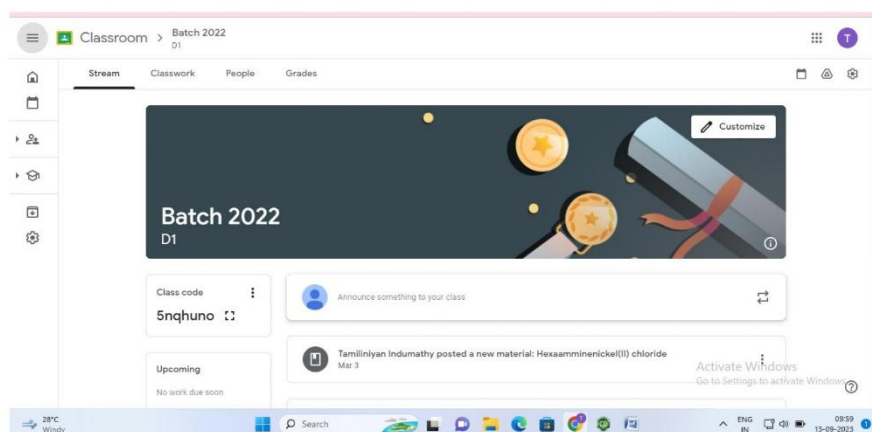 Classroom > Batch 2022
D1
T
Stream Classwork People Grades
Customize
Batch 2022
D1
Class code
5nqhuno
Announce something to your class
Upcoming
No work due soon
Tamiliniyan Indumathy posted a new material: Hexaamminenickel(II) chloride
Mar 3
Activate Windows
Go to Settings to activate Windows.
28°C
Windy
Search
ENG
IN
09:59
13-09-2023